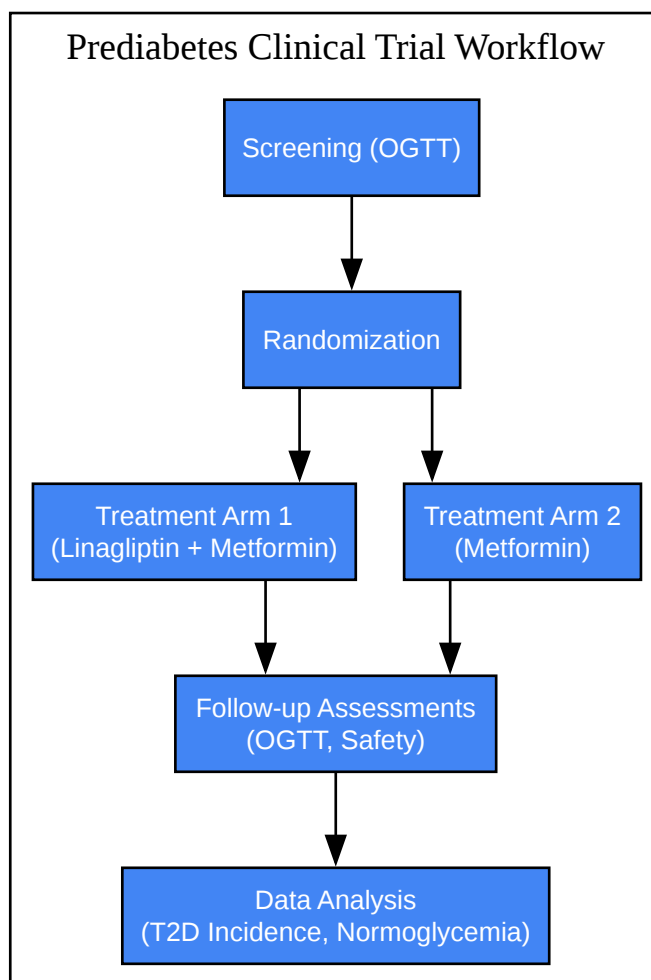 Prediabetes Clinical Trial Workflow
Screening (OGTT)
Randomization
Treatment Arm 1
(Linagliptin + Metformin)
Treatment Arm 2
(Metformin)
Follow-up Assessments
(OGTT, Safety)
Data Analysis
(T2D Incidence, Normoglycemia)